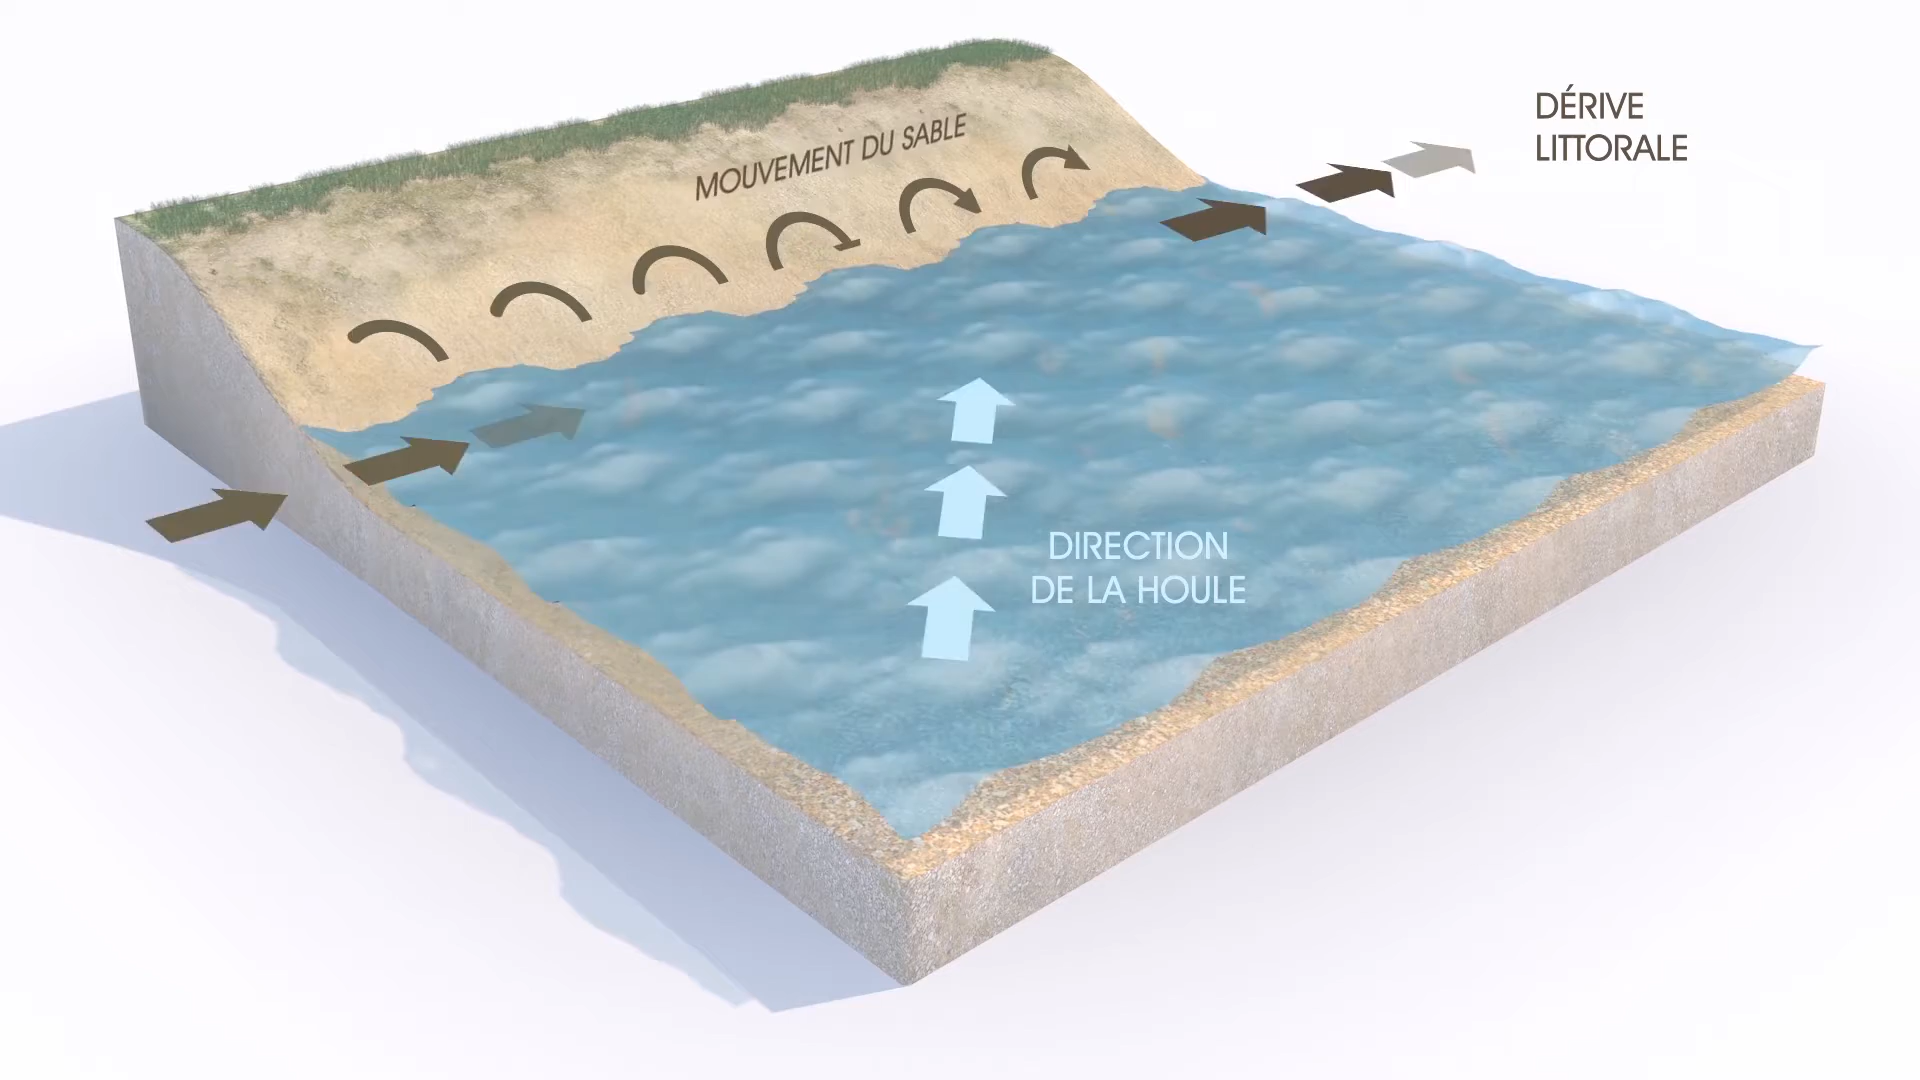 MOUVEMENT DU SABLE
DÉRIVE
LITTORALE
DIRECTION
DE LA HOULE